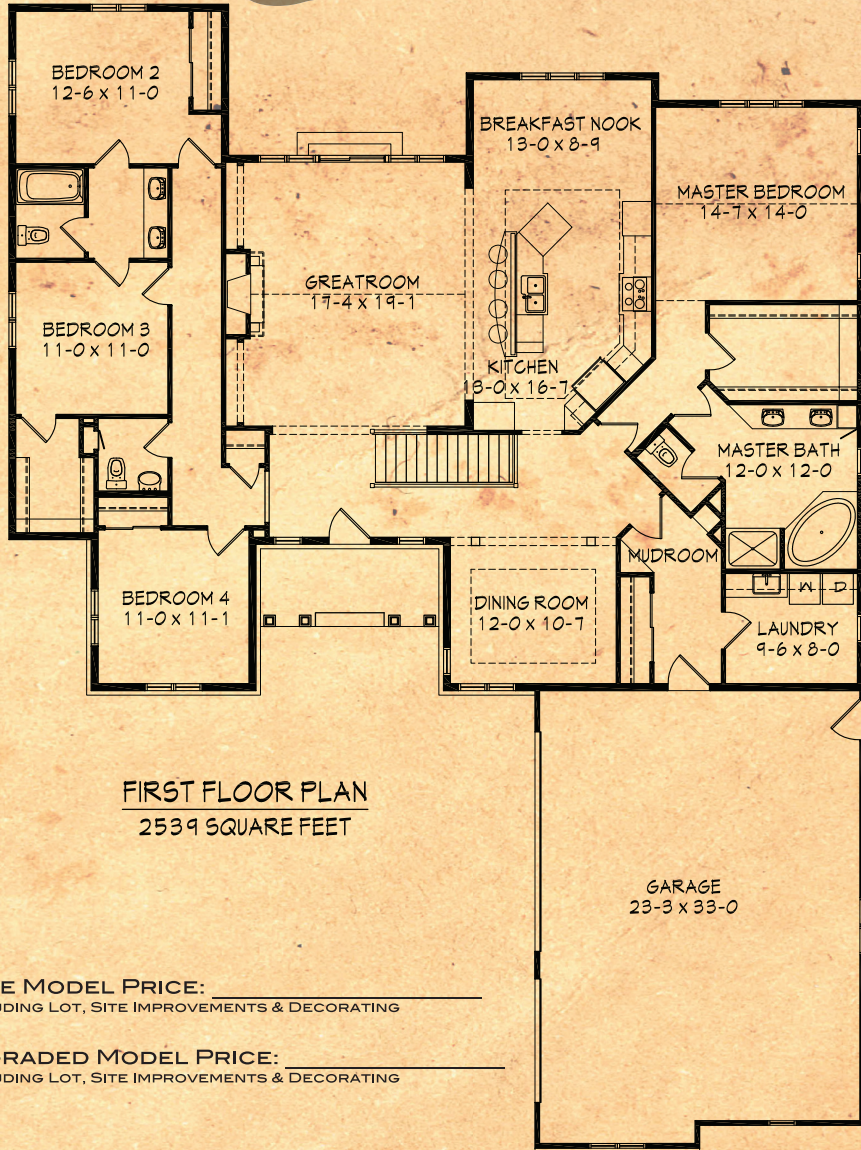 BEDROOM 2
12-6 x 11-0
BREAKFAST NOOK
13-0 x 8-9
MASTER BEDROOM
14-7 x 14-0
GREATROOM
17-4 x 19-1
BEDROOM 3
11-0 x 11-0
KITCHEN
13-0 x 16-7
MASTER BATH
12-0 x 12-0
MUDROOM
BEDROOM 4
11-0 x 11-1
DINING ROOM
12-0 x 10-7
W D
LAUNDRY
9-6 x 8-0
FIRST FLOOR PLAN
2539 SQUARE FEET
GARAGE
23-3 x 33-0
MODEL PRICE:
LOT, SITE IMPROVEMENTS & DECORATING
MODEL PRICE:
LOT, SITE IMPROVEMENTS & DECORATING